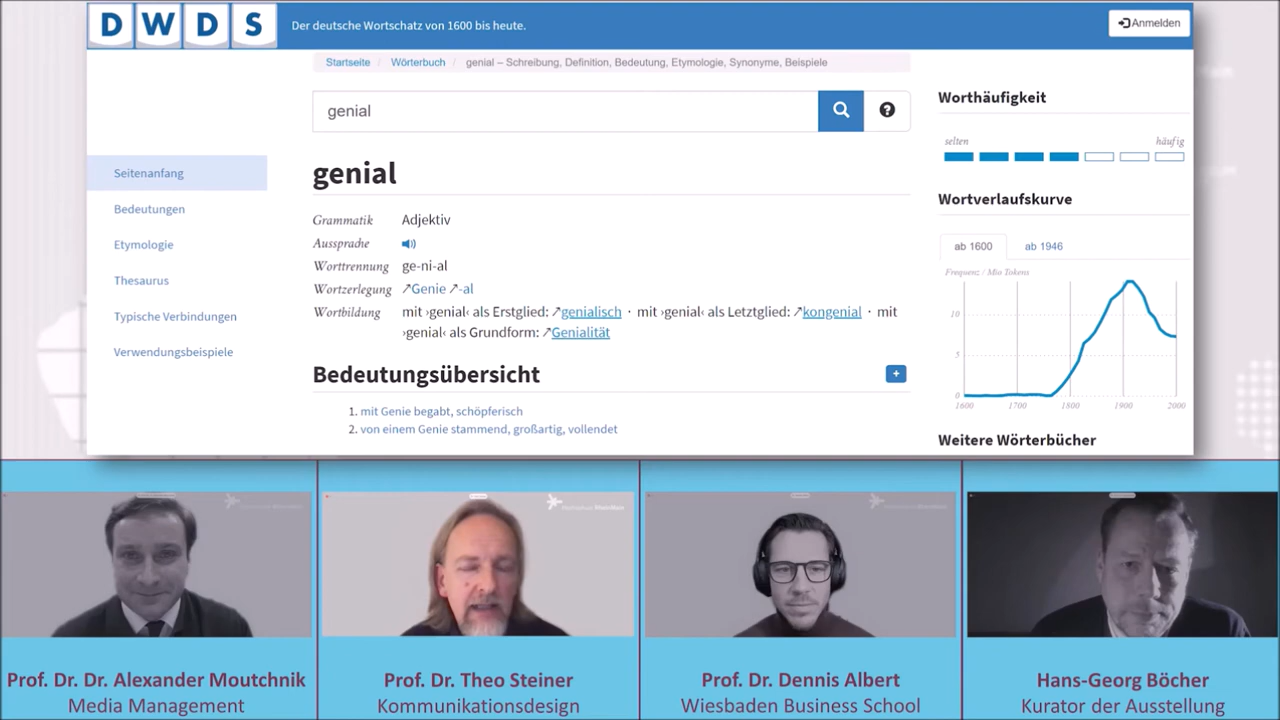 DWDS
Der deutsche Wortschatz von 1600 bis heute.
Anmelden
Startseite / Wörterbuch / genial – Schreibung, Definition, Bedeutung, Etymologie, Synonyme, Beispiele
genial
Seitenanfang
Bedeutungen
Etymologie
Thesaurus
Typische Verbindungen
Verwendungsbeispiele
genial
Grammatik Adjektiv
Aussprache
Worttrennung ge-ni-al
Wortzerlegung ↗Genie ↗-al
Wortbildung mit ›genial‹ als Erstglied: ↗genialisch · mit ›genial‹ als Letztglied: ↗kongenial · mit
›genial‹ als Grundform: ↗Genialität
Bedeutungsübersicht +
1. mit Genie begabt, schöpferisch
2. von einem Genie stammend, großartig, vollendet
Worthäufigkeit
selten häufig
Wortverlaufskurve
ab 1600 ab 1946
Frequenz / Mio Tokens
10
5
0
1600 1700 1800 1900 2000
Weitere Wörterbücher
Prof. Dr. Dr. Alexander Moutchnik
Media Management
Prof. Dr. Theo Steiner
Kommunikationsdesign
Prof. Dr. Dennis Albert
Wiesbaden Business School
Hans-Georg Böcher
Kurator der Ausstellung